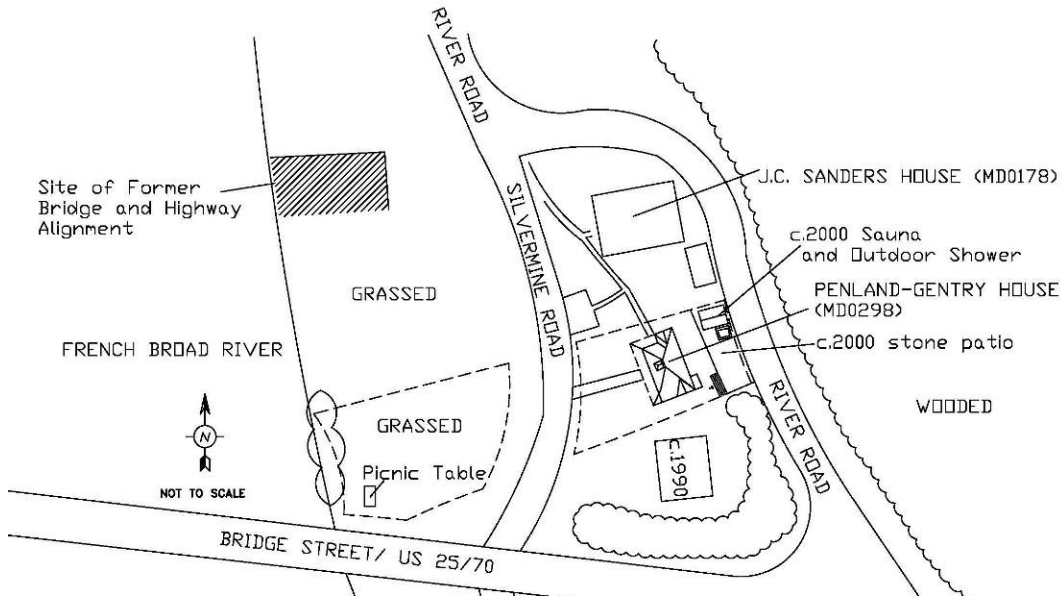 RIVER ROAD
Site of Former
Bridge and Highway
Alignment
SILVERMINE ROAD
J.C. SANDERS HOUSE (MD0178)
c.2000 Sauna
and Outdoor Shower
PENLAND-GENTRY HOUSE
(MD0298)
c.2000 stone patio
GRASSED
FRENCH BROAD RIVER
GRASSED
WOODED
RIVER ROAD
N
NOT TO SCALE
Picnic Table
c.1990
BRIDGE STREET/ US 25/70